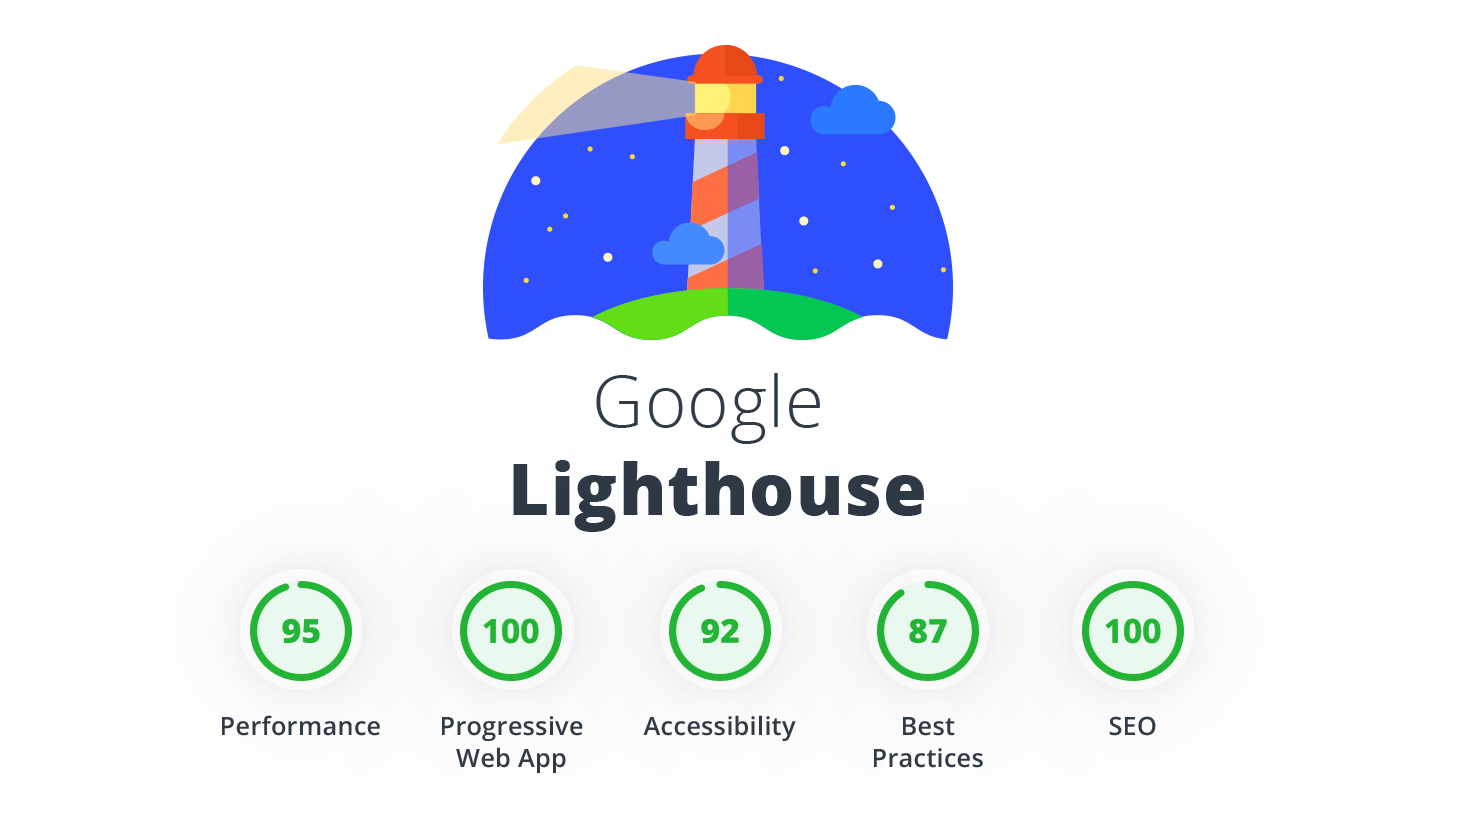 Google
Lighthouse
95
100
92
87
100
Performance
Progressive
Web App
Accessibility
Best
Practices
SEO